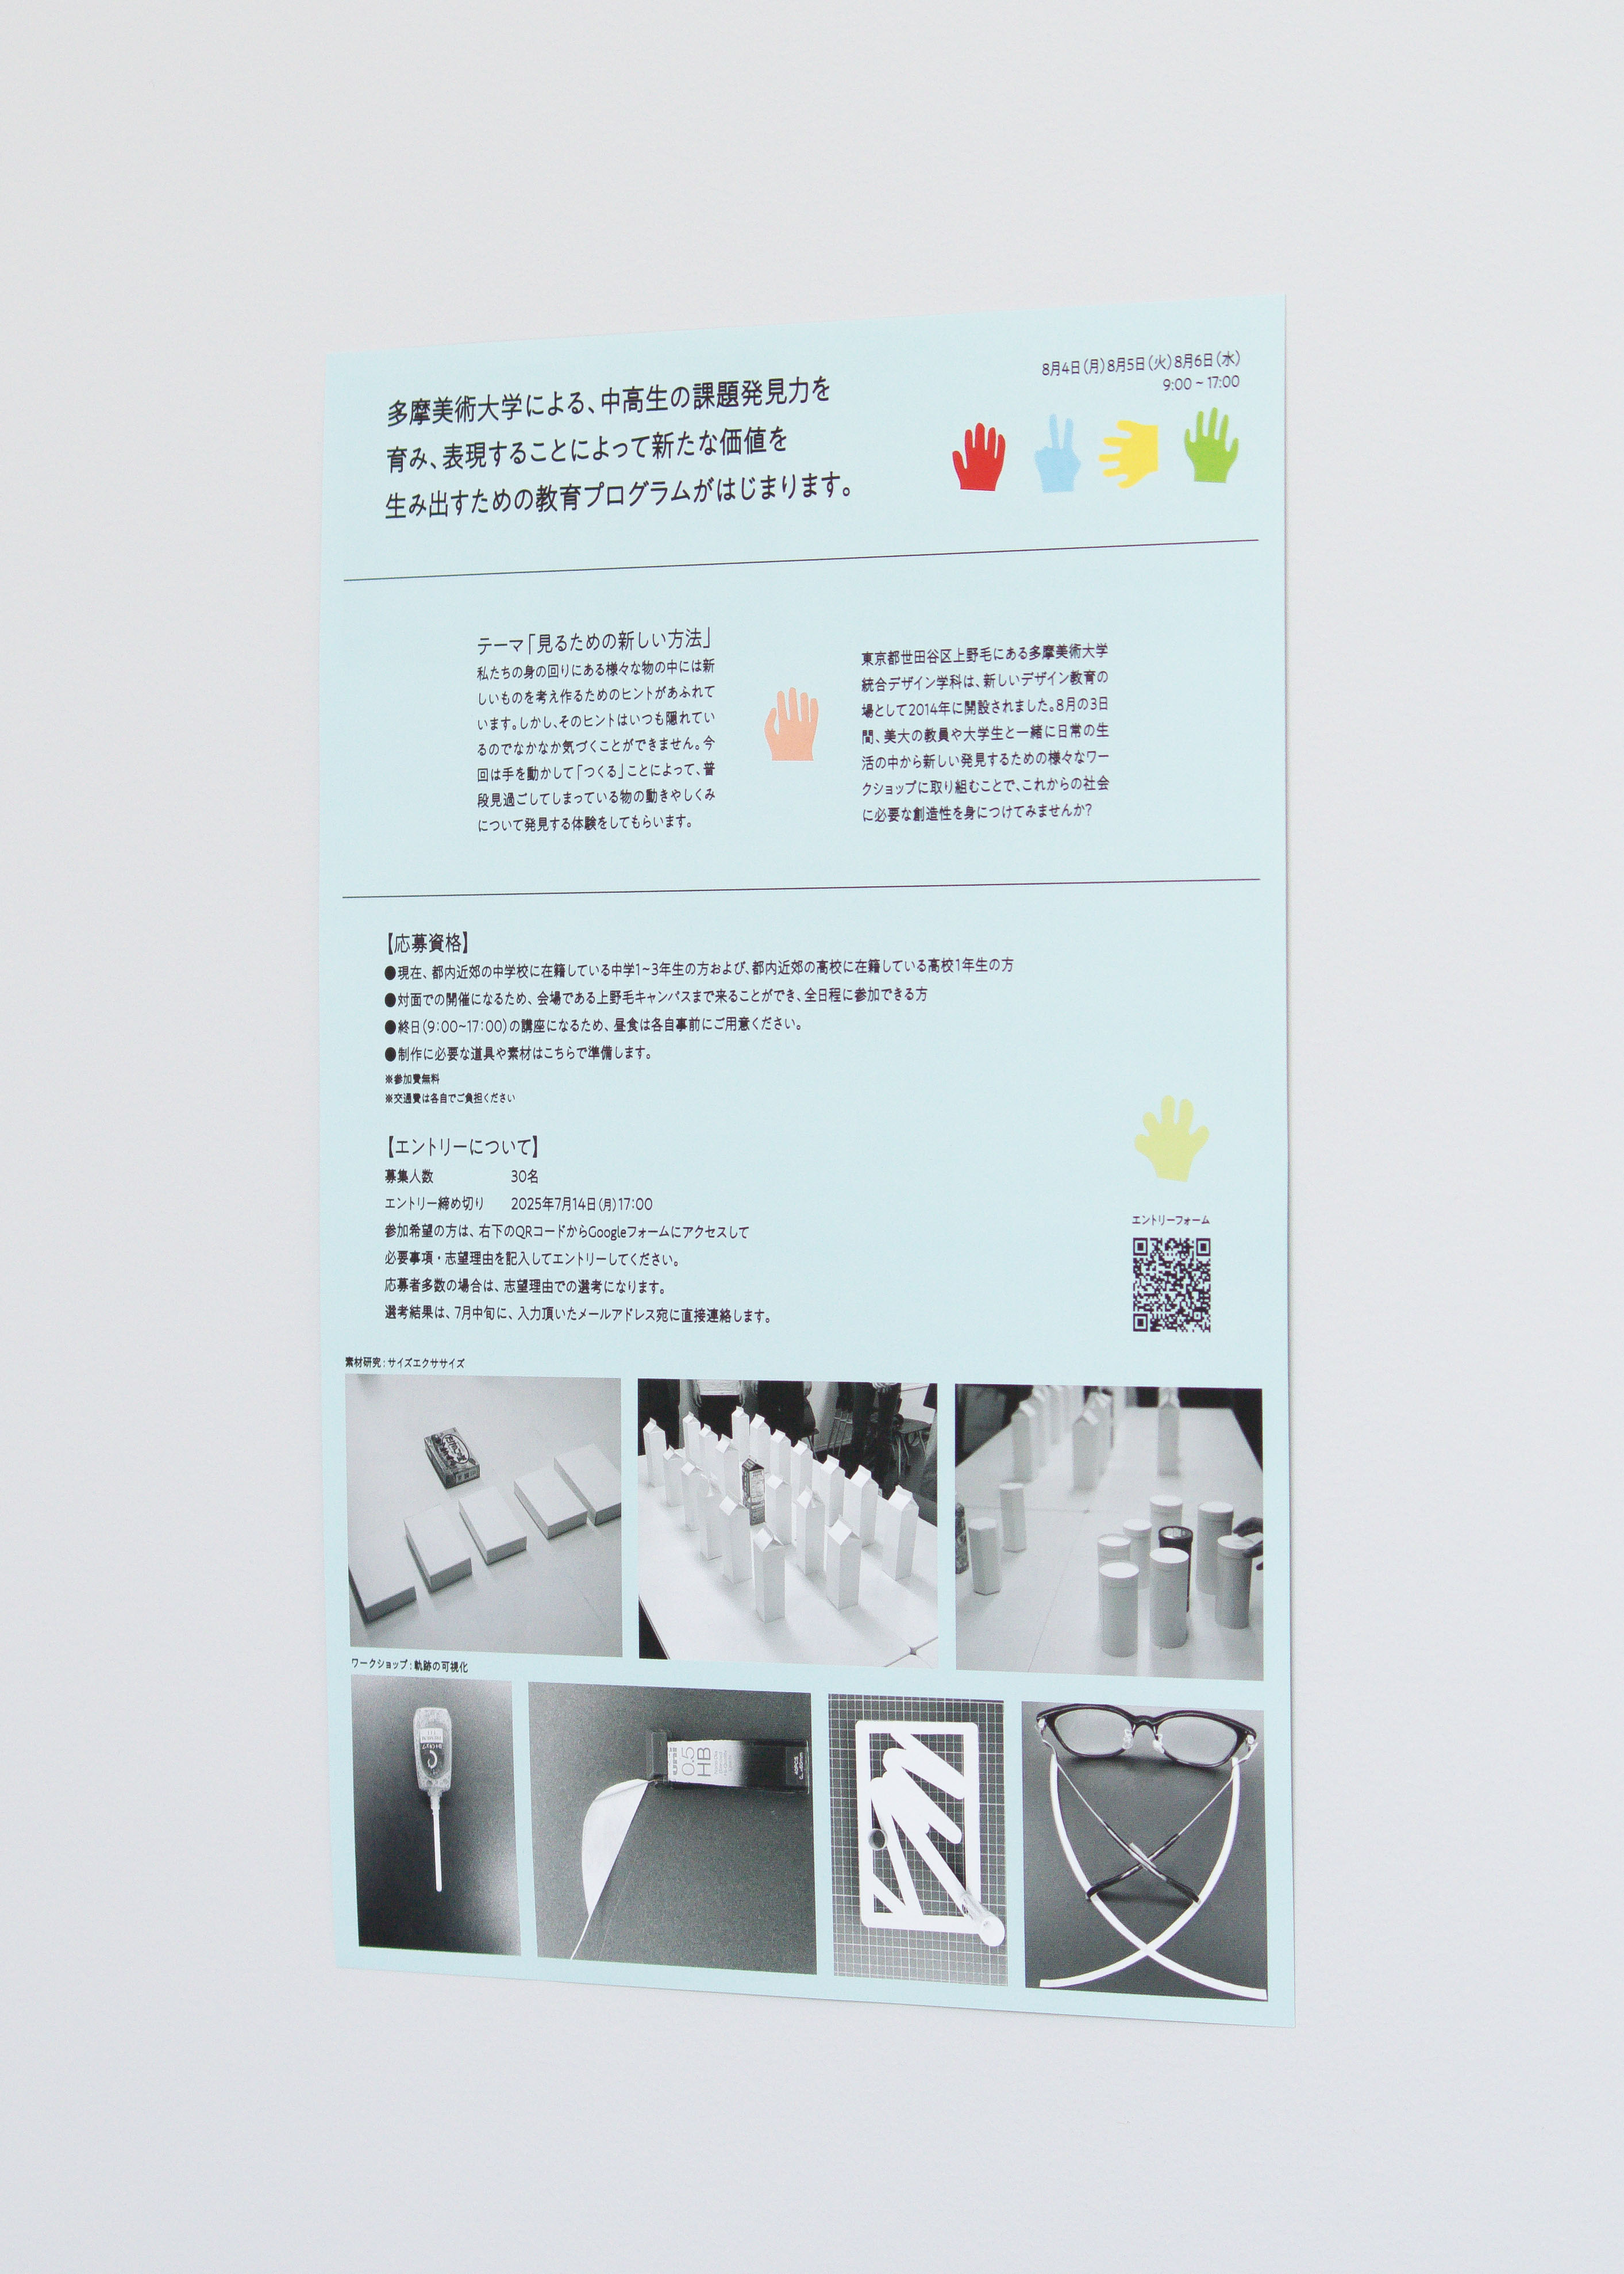 多摩美術大学による、中高生の課題発見力を
育み、表現することによって新たな価値を
生み出すための教育プログラムがはじまります。
8月4日（月）8月5日（火）8月6日（水）
9:00 ~ 17:00
テーマ「見るための新しい方法」
私たちの身の回りにある様々な物の中には新
しいものを考え作るためのヒントがあふれて
います。しかし、そのヒントはいつも隠れてい
るのでなかなか気づくことができません。今
回は手を動かして「つくる」ことによって、普
段見過ごしてしまっている物の動きやしくみ
について発見する体験をしてもらいます。
東京都世田谷区上野毛にある多摩美術大学
統合デザイン学科は、新しいデザイン教育の
場として2014年に開設されました。8月の3日
間、美大の教員や大学生と一緒に日常の生
活の中から新しい発見するための様々なワー
クショップに取り組むことで、これからの社会
に必要な創造性を身につけてみませんか?
【応募資格】
●現在、都内近郊の中学校に在籍している中学1~3年生の方および、都内近郊の高校に在籍している高校1年生の方
●対面での開催になるため、会場である上野毛キャンパスまで来ることができ、全日程に参加できる方
●終日（9:00~17:00）の講座になるため、昼食は各自事前にご用意ください。
●制作に必要な道具や素材はこちらで準備します。
※参加費無料
※交通費は各自でご負担ください
【エントリーについて】
募集人数 30名
エントリー締め切り 2025年7月14日（月）17:00
参加希望の方は、右下のQRコードからGoogleフォームにアクセスして
必要事項・志望理由を記入してエントリーしてください。
応募者多数の場合は、志望理由での選考になります。
選考結果は、7月中旬に、入力頂いたメールアドレス宛に直接連絡します。
エントリーフォーム
素材研究：サイズエクササイズ
ワークショップ：軌跡の可視化
uni
0.5
HB